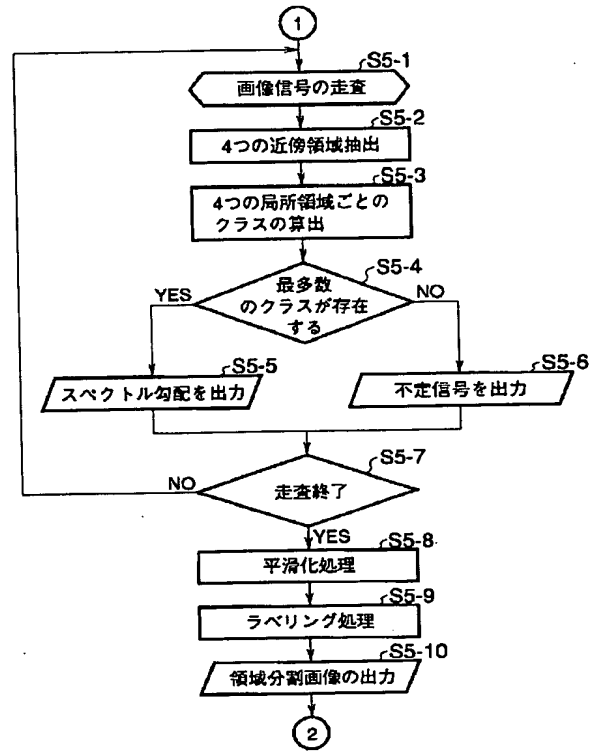 1
S5-1
画像信号の走査
S5-2
4つの近傍領域抽出
S5-3
4つの局所領域ごとの
クラスの算出
S5-4
最多数
のクラスが存在
する
YES
NO
S5-5
スペクトル勾配を出力
S5-6
不定信号を出力
S5-7
走査終了
NO
YES
S5-8
平滑化処理
S5-9
ラベリング処理
S5-10
領域分割画像の出力
2